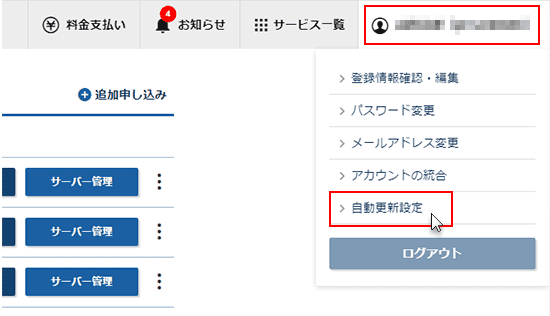 料金支払い
4
お知らせ
サービス一覧
追加申し込み
サーバー管理
サーバー管理
サーバー管理
登録情報確認・編集
パスワード変更
メールアドレス変更
アカウントの統合
自動更新設定
ログアウト